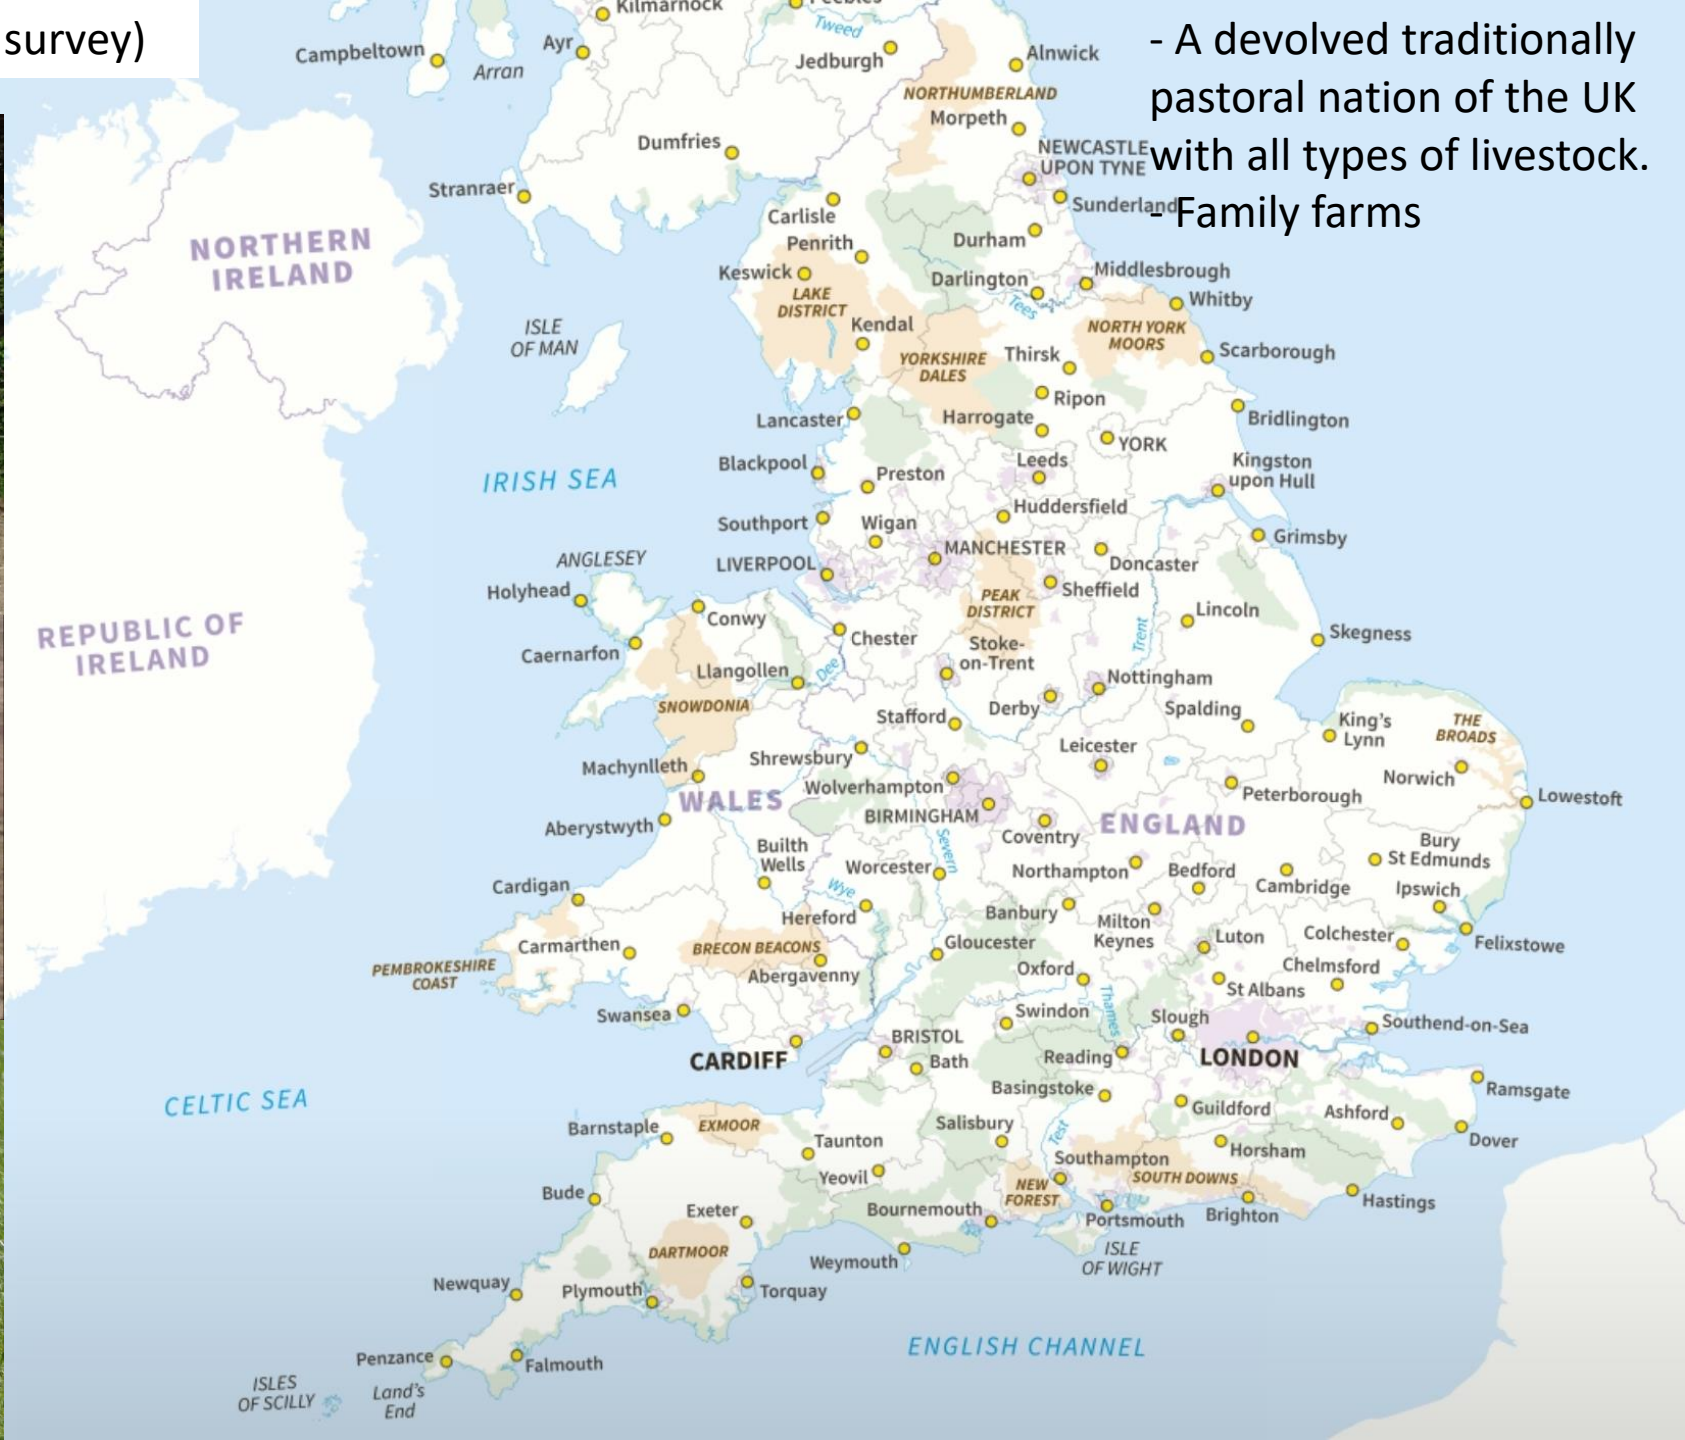 survey)
- A devolved traditionally
pastoral nation of the UK
with all types of livestock.
- Family farms
Kilmarnock
Peebles
Tweed
Campbeltown
Ayr
Arran
Jedburgh
Alnwick
NORTHUMBERLAND
Morpeth
Dumfries
NEWCASTLE
UPON TYNE
Stranraer
Sunderland
Carlisle
NORTHERN
IRELAND
Penrith
Durham
Keswick
LAKE
DISTRICT
Darlington
Tees
Middlesbrough
Whitby
ISLE
OF MAN
Kendal
NORTH YORK
MOORS
YORKSHIRE
DALES
Thirsk
Scarborough
Ripon
Lancaster
Harrogate
Bridlington
YORK
Blackpool
IRISH SEA
Preston
Leeds
Kingston
upon Hull
Southport
Wigan
Huddersfield
Grimsby
ANGLESEY
LIVERPOOL
MANCHESTER
Doncaster
Holyhead
PEAK
DISTRICT
Sheffield
Conwy
Lincoln
REPUBLIC OF
IRELAND
Caernarfon
Chester
Trent
Skegness
Stoke-
on-Trent
Llangollen
Dee
Nottingham
SNOWDONIA
Stafford
Derby
Spalding
King's
Lynn
THE
BROADS
Machynlleth
Shrewsbury
Leicester
Norwich
WALES
Wolverhampton
Peterborough
Lowestoft
Aberystwyth
BIRMINGHAM
ENGLAND
Coventry
Builth
Wells
Severn
Bury
St Edmunds
Worcester
Northampton
Bedford
Cambridge
Cardigan
Wye
Ipswich
Hereford
Banbury
Milton
Keynes
Carmarthen
BRECON BEACONS
Gloucester
Luton
Colchester
Felixstowe
PEMBROKESHIRE
COAST
Abergavenny
Oxford
Chelmsford
St Albans
Swansea
Swindon
Thames
Slough
Southend-on-Sea
BRISTOL
CARDIFF
Bath
Reading
LONDON
Ramsgate
CELTIC SEA
Basingstoke
Guildford
Ashford
Barnstaple
EXMOOR
Salisbury
Test
Dover
Taunton
Horsham
Southampton
Yeovil
NEW
FOREST
SOUTH DOWNS
Bude
Hastings
Exeter
Bournemouth
Portsmouth
Brighton
DARTMOOR
Weymouth
ISLE
OF WIGHT
Newquay
Plymouth
Torquay
ENGLISH CHANNEL
Penzance
Falmouth
ISLES
OF SCILLY
Land's
End